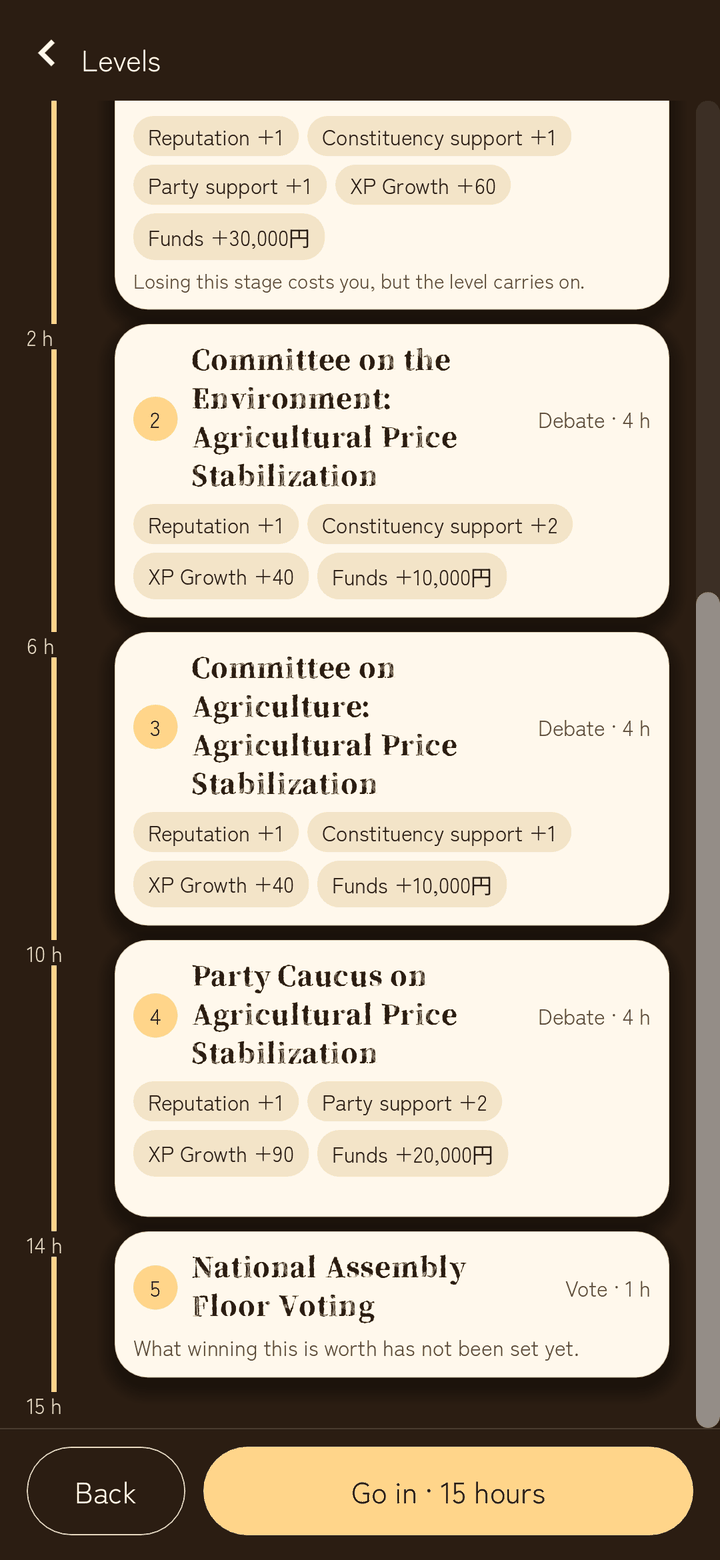 Levels
Reputation +1
Constituency support +1
Party support +1
XP Growth +60
Funds +30,000円
Losing this stage costs you, but the level carries on.
2 h
Committee on the
Environment:
Agricultural Price
Stabilization
2
Debate · 4 h
Reputation +1
Constituency support +2
XP Growth +40
Funds +10,000円
6 h
Committee on
Agriculture:
Agricultural Price
Stabilization
3
Debate · 4 h
Reputation +1
Constituency support +1
XP Growth +40
Funds +10,000円
10 h
Party Caucus on
Agricultural Price
Stabilization
4
Debate · 4 h
Reputation +1
Party support +2
XP Growth +90
Funds +20,000円
14 h
National Assembly
Floor Voting
5
Vote · 1 h
What winning this is worth has not been set yet.
15 h
Back
Go in · 15 hours